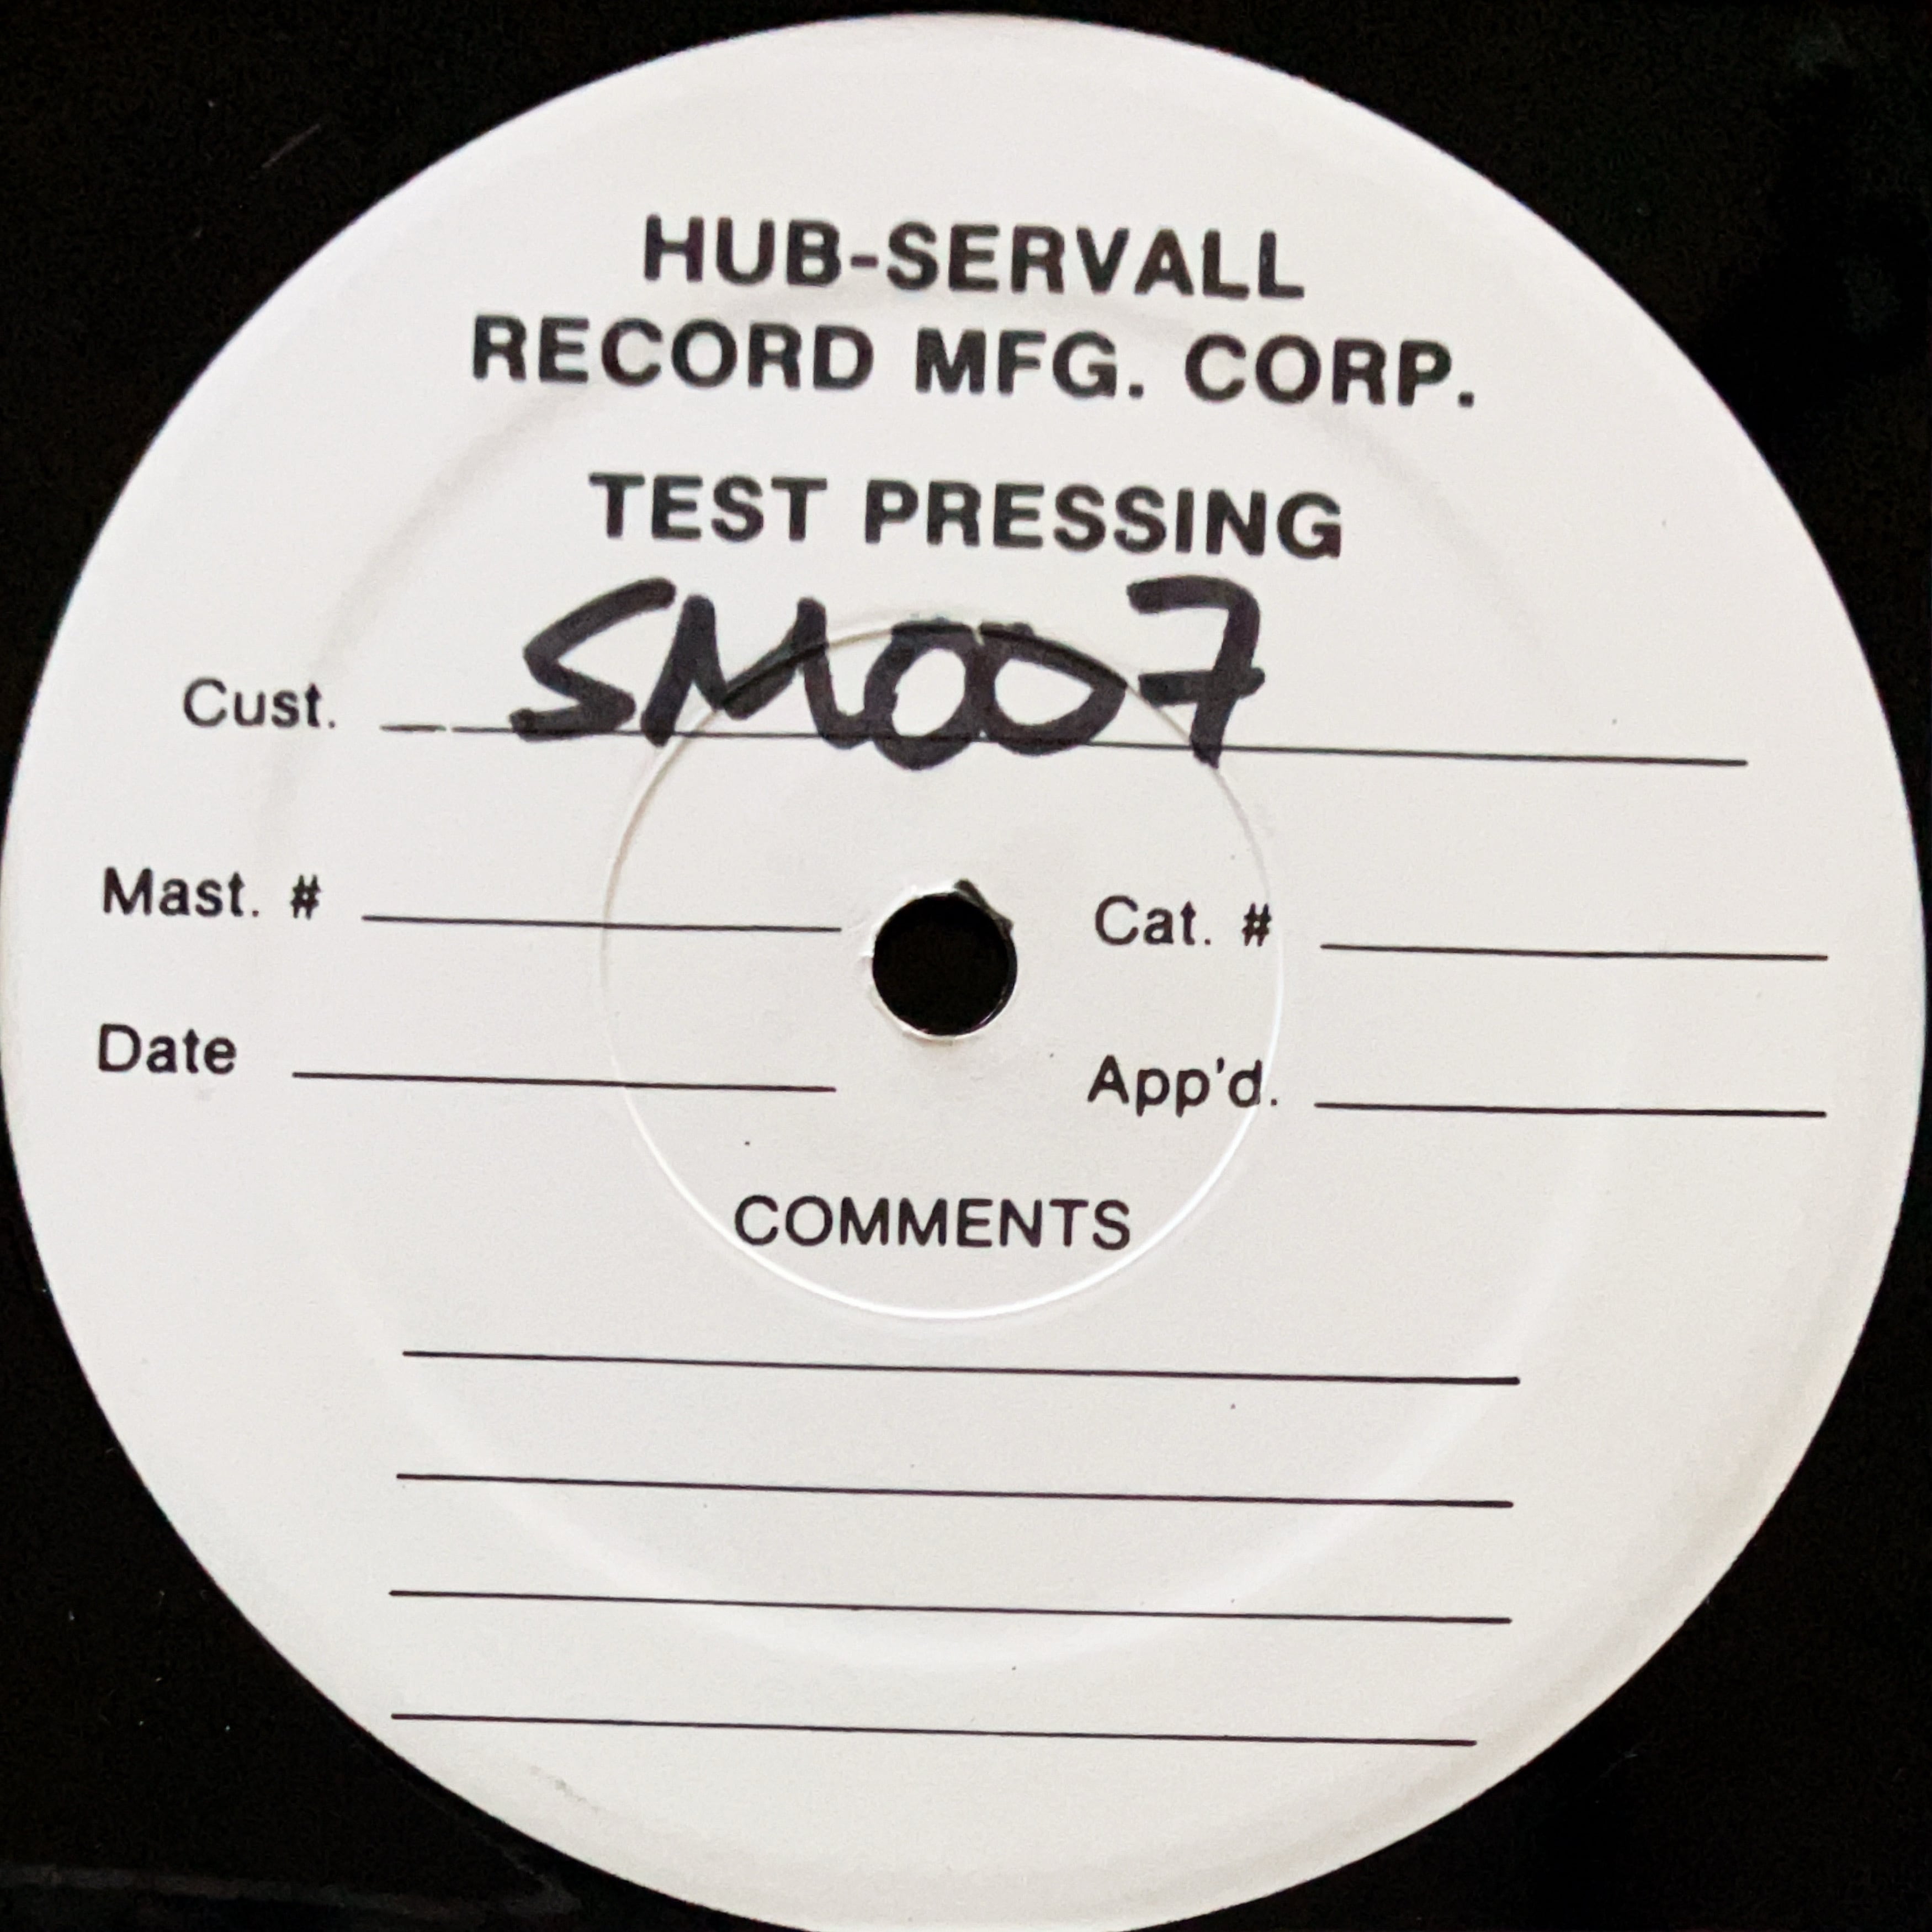 HUB-SERVALL
RECORD MFG. CORP.
TEST PRESSING
Cust. SM007
Mast. # Cat. #
Date App'd.
COMMENTS